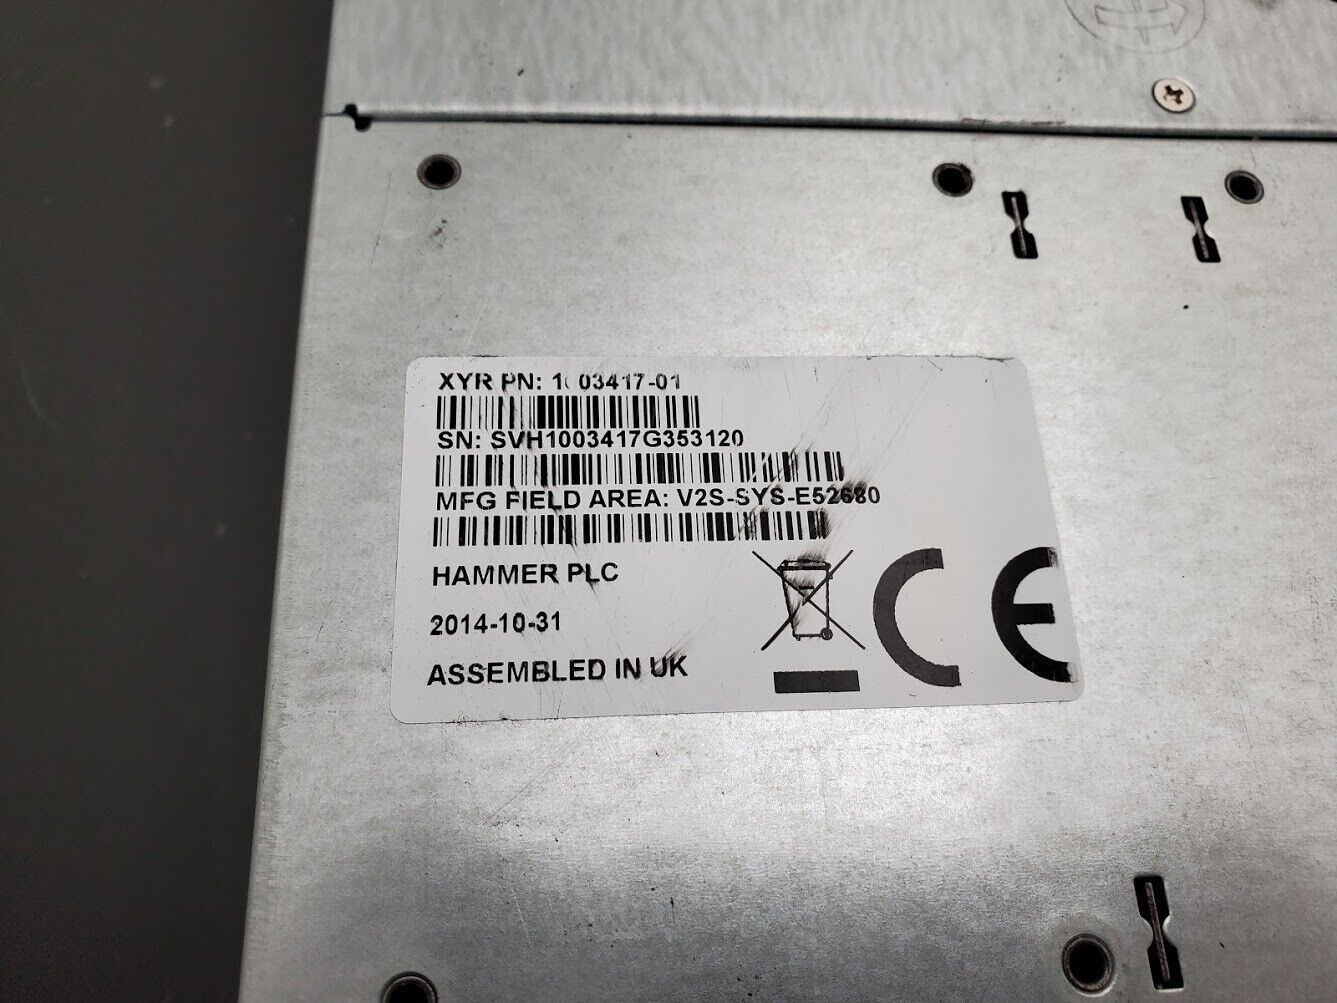 XYR PN: 1003417-01
SN: SVH1003417G353120
MFG FIELD AREA: V2S-SYS-E52680
HAMMER PLC
2014-10-31
ASSEMBLED IN UK
CE